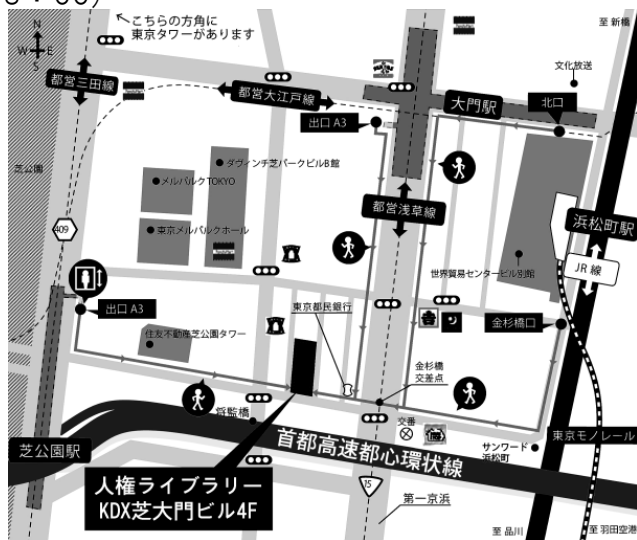 N
W
E
S
こちらの方角に
東京タワーがあります
至 新橋
文化放送
都営三田線
都営大江戸線
大門駅
北口
出口 A3
芝公園
ダヴィンチ芝パークビルB館
メルパルクTOKYO
東京メルパルクホール
都営浅草線
浜松町駅
JR 線
409
世界貿易センタービル別館
出口 A3
東京都民銀行
金杉橋口
住友不動産芝公園タワー
金杉橋
交差点
将監橋
交番
芝公園駅
首都高速都心環状線
サンワード
浜松町
東京モノレール
人権ライブラリー
KDX芝大門ビル4F
15
第一京浜
至 品川
至 羽田空港